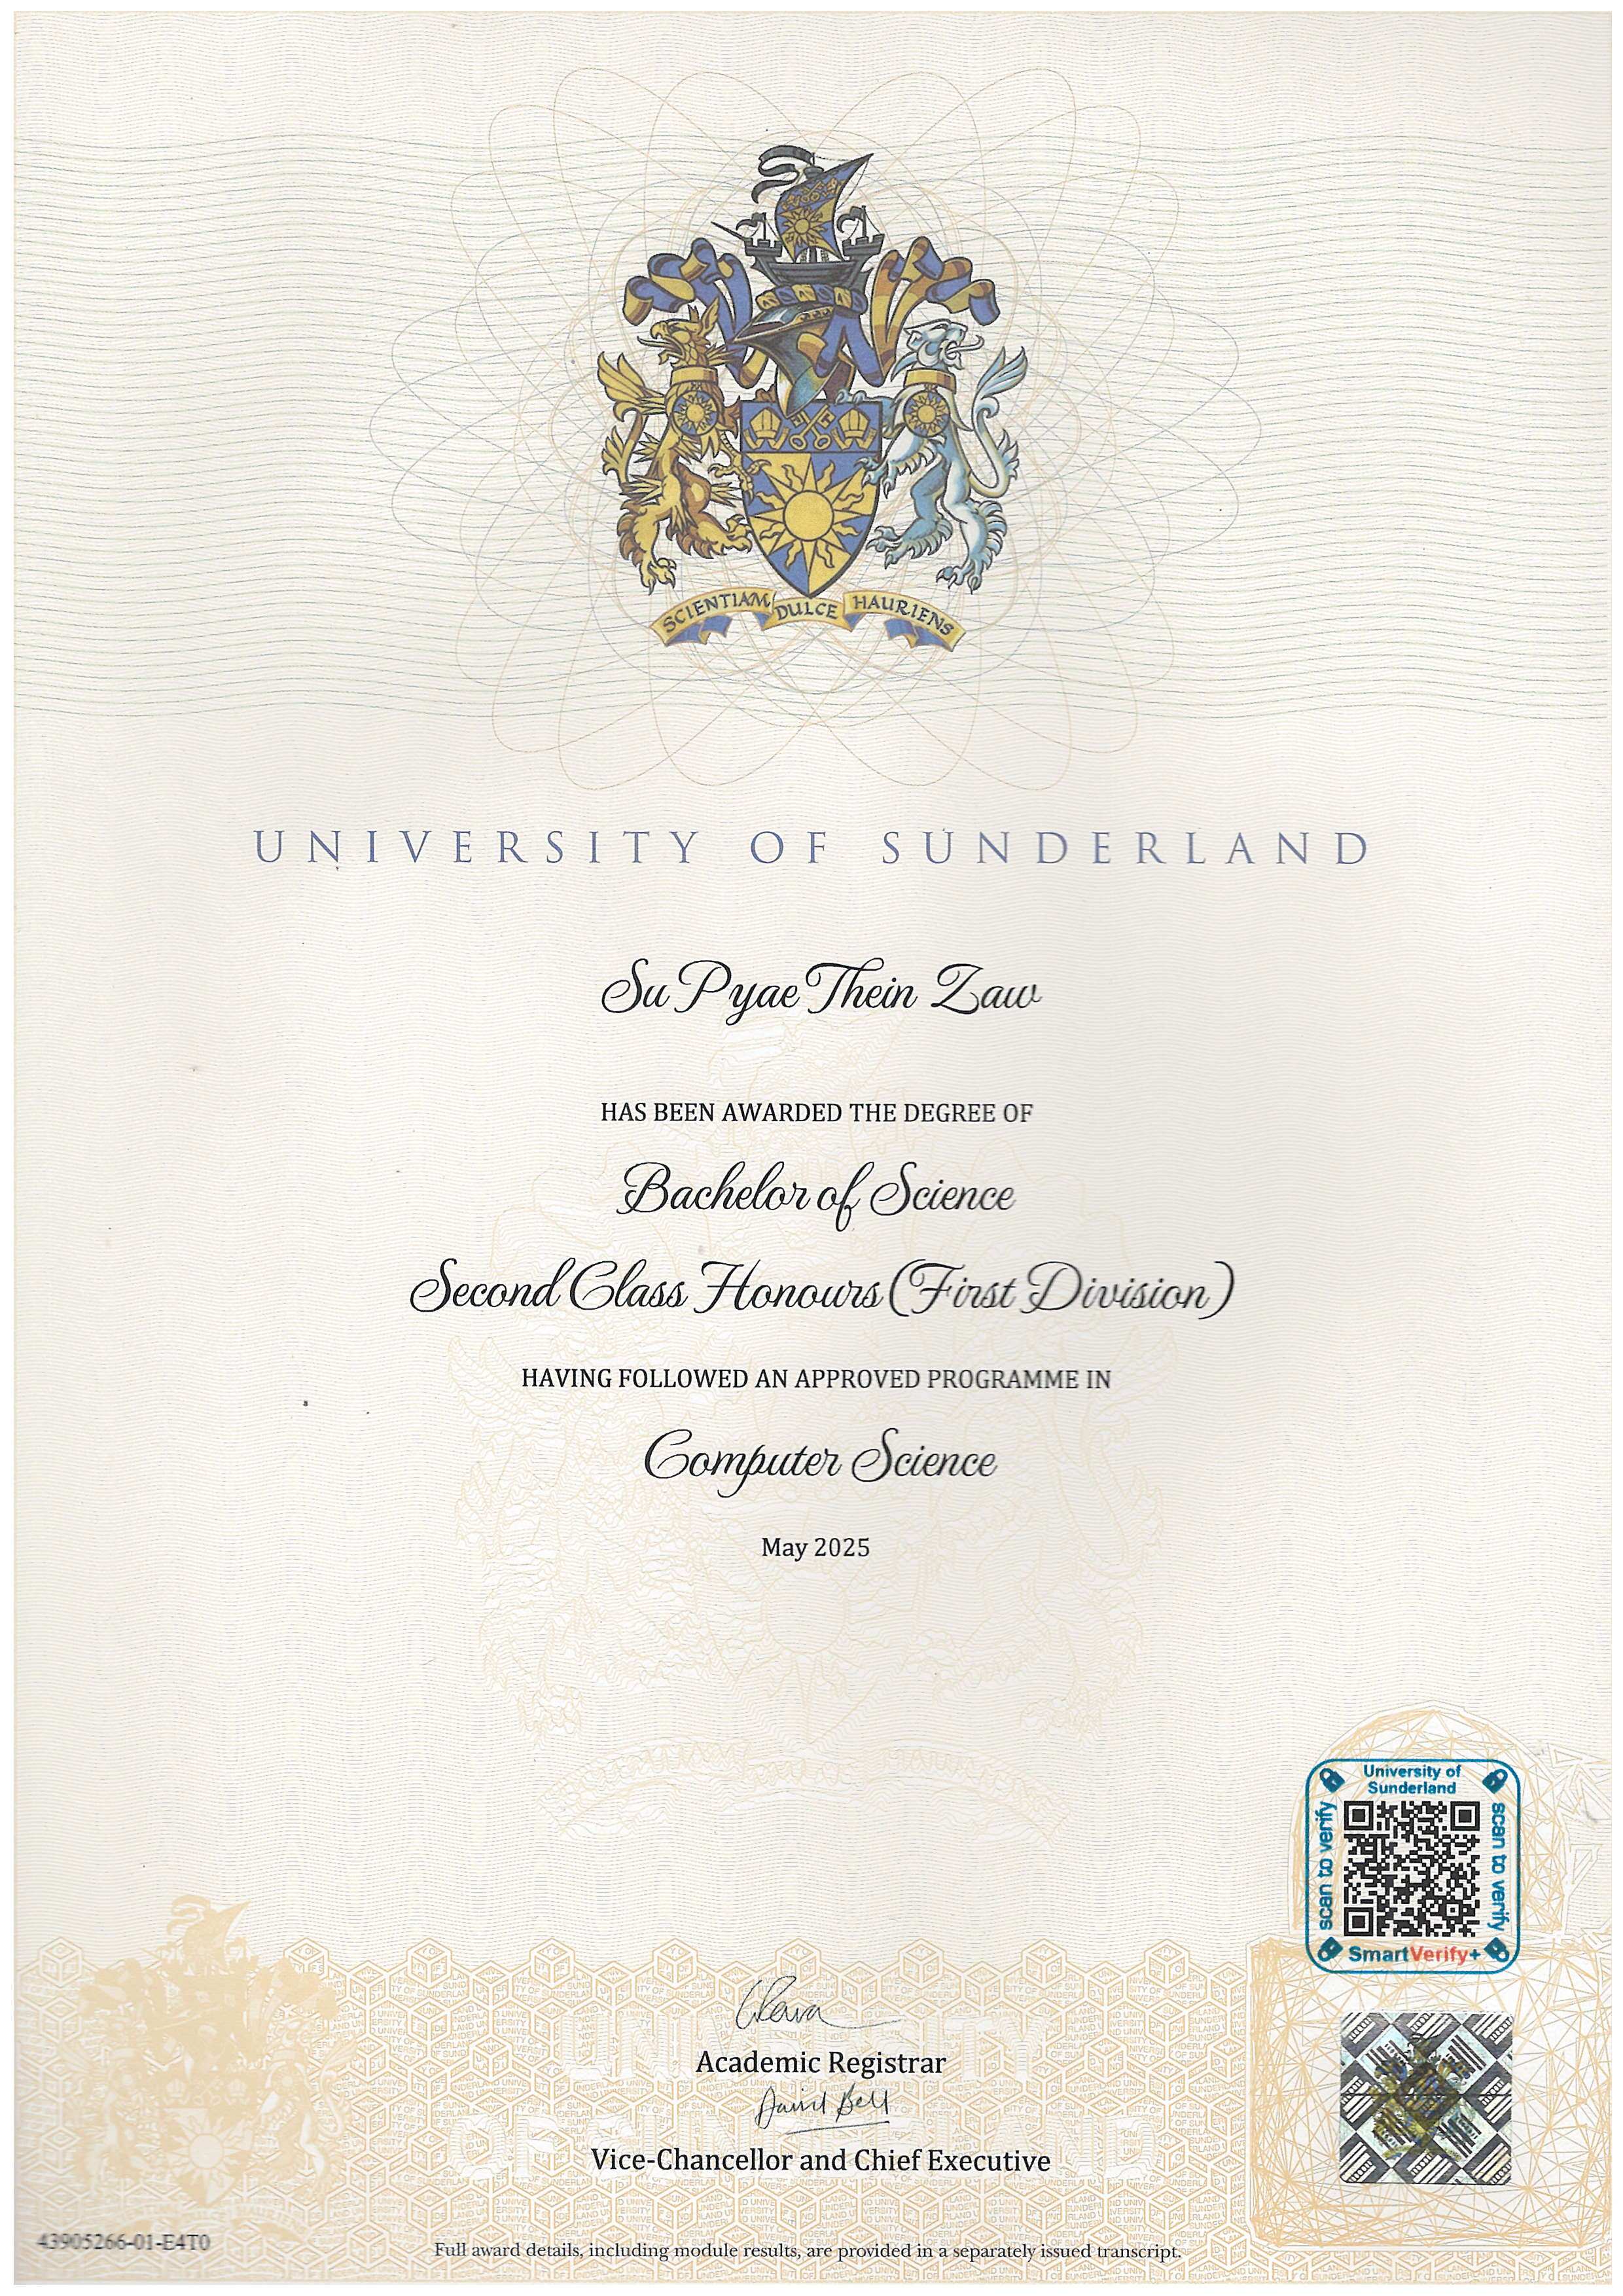 SCIENTIAM DULCE HAURIENS
UNIVERSITY OF SUNDERLAND
Su Pyae Thein Zaw
HAS BEEN AWARDED THE DEGREE OF
Bachelor of Science
Second Class Honours (First Division)
HAVING FOLLOWED AN APPROVED PROGRAMME IN
Computer Science
May 2025
University of
Sunderland
scan to verify
scan to verify
SmartVerify+
Academic Registrar
David Bell
Vice-Chancellor and Chief Executive
43905266-01-E4T0
Full award details, including module results, are provided in a separately issued transcript.